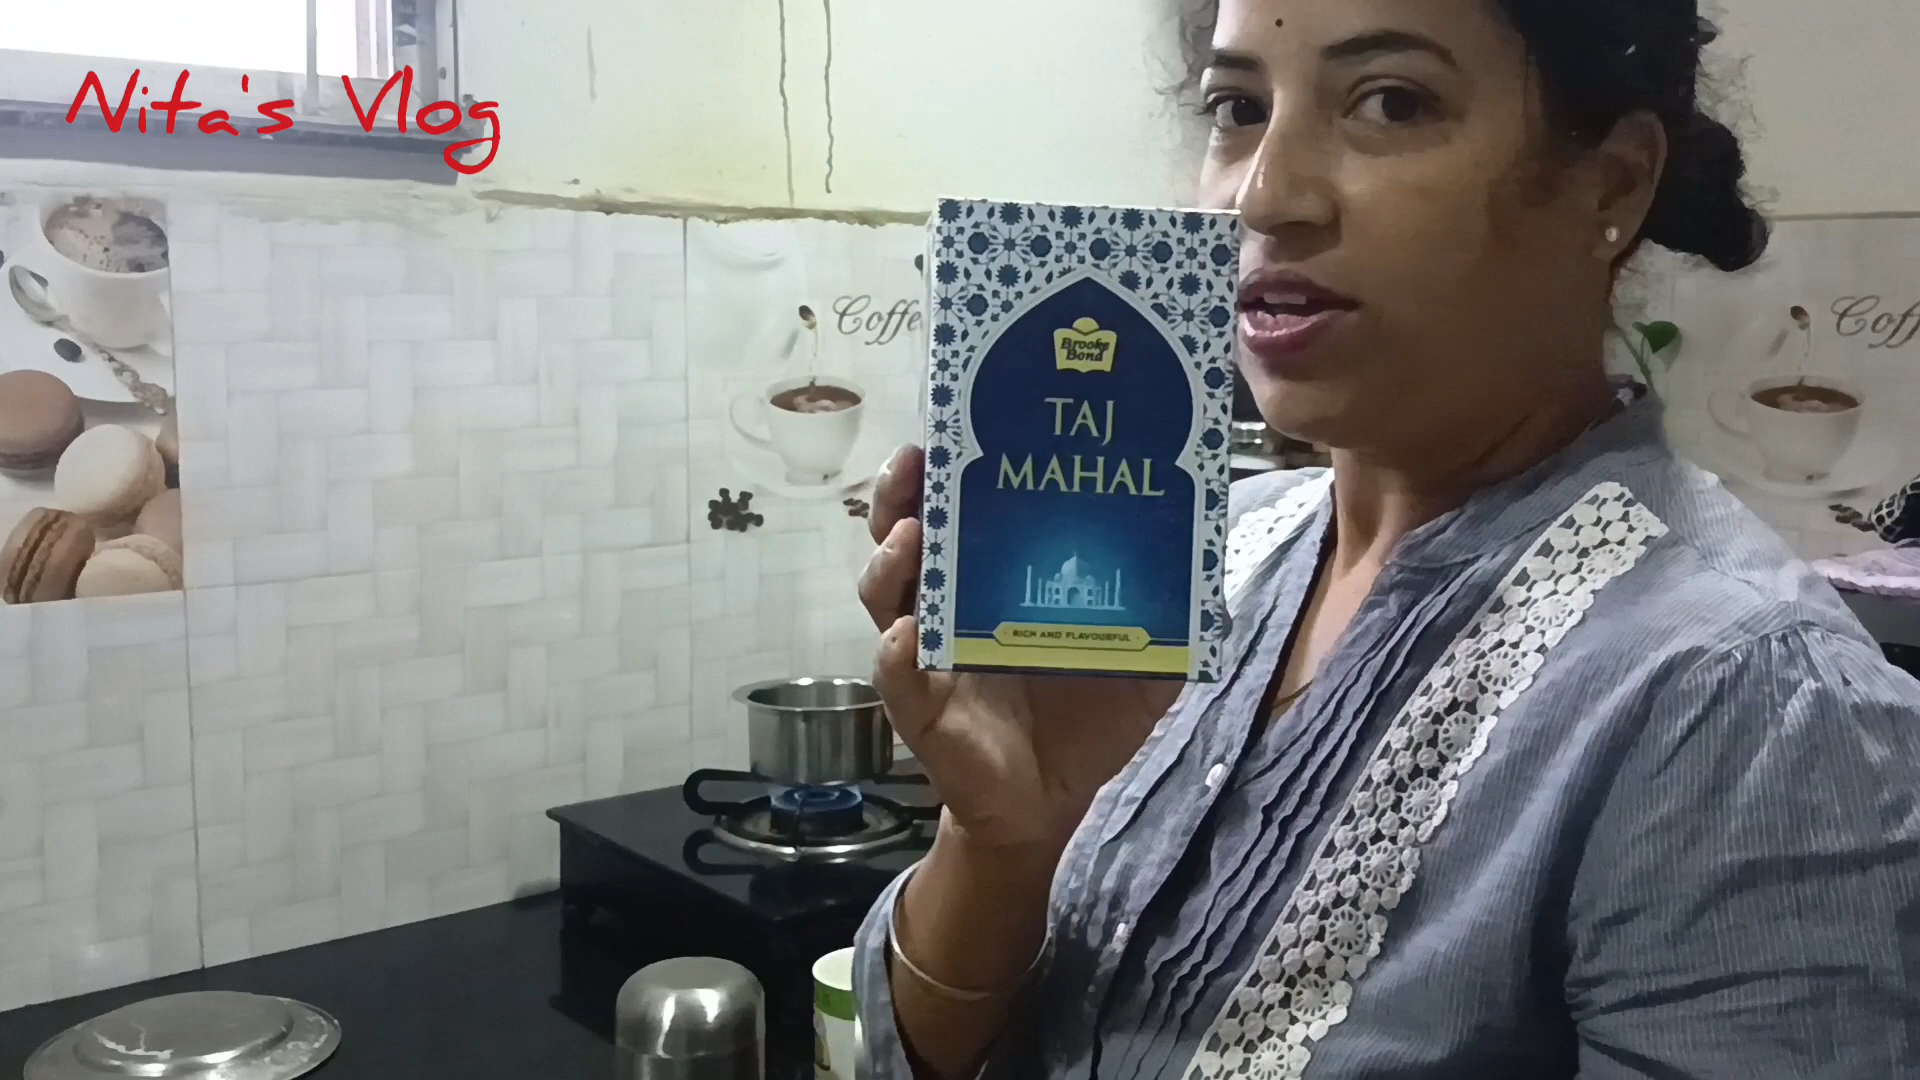 Nita's Vlog
Coffe
Coff
Brooke
Bond
TAJ
MAHAL
RICH AND FLAVOURFUL